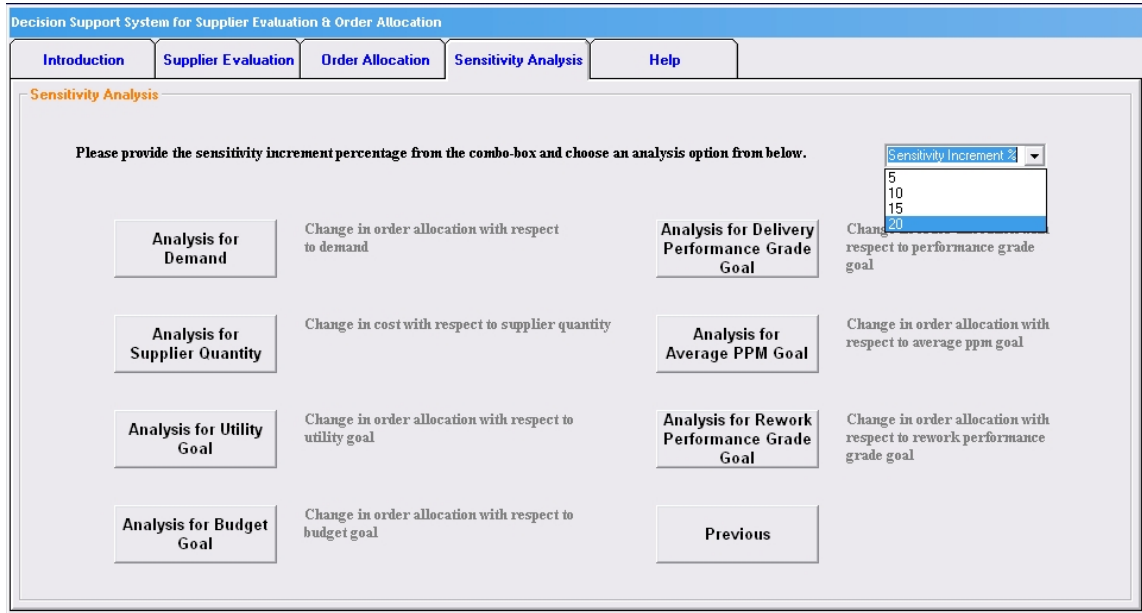 Decision Support System for Supplier Evaluation & Order Allocation
Introduction
Supplier Evaluation
Order Allocation
Sensitivity Analysis
Help
Sensitivity Analysis
Please provide the sensitivity increment percentage from the combo-box and choose an analysis option from below.
Sensitivity Increment %
5
10
15
20
Analysis for
Demand
Change in order allocation with respect
to demand
Analysis for Delivery
Performance Grade
Goal
respect to performance grade
goal
Analysis for
Supplier Quantity
Change in cost with respect to supplier quantity
Analysis for
Average PPM Goal
Change in order allocation with
respect to average ppm goal
Analysis for Utility
Goal
Change in order allocation with respect to
utility goal
Analysis for Rework
Performance Grade
Goal
Change in order allocation with
respect to rework performance
grade goal
Analysis for Budget
Goal
Change in order allocation with respect to
budget goal
Previous